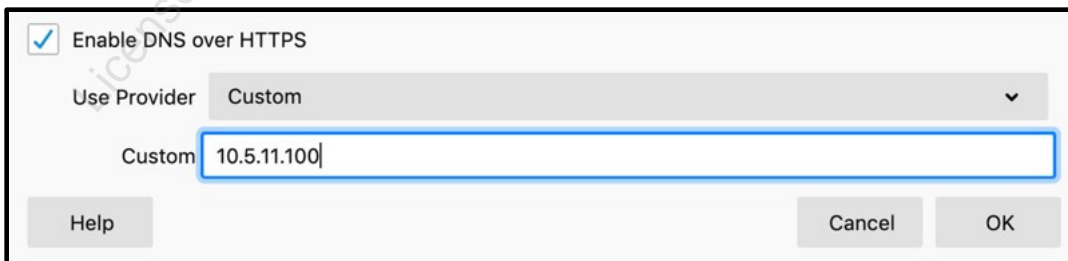 Enable DNS over HTTPS
Use Provider Custom
Custom 10.5.11.100
Help Cancel OK